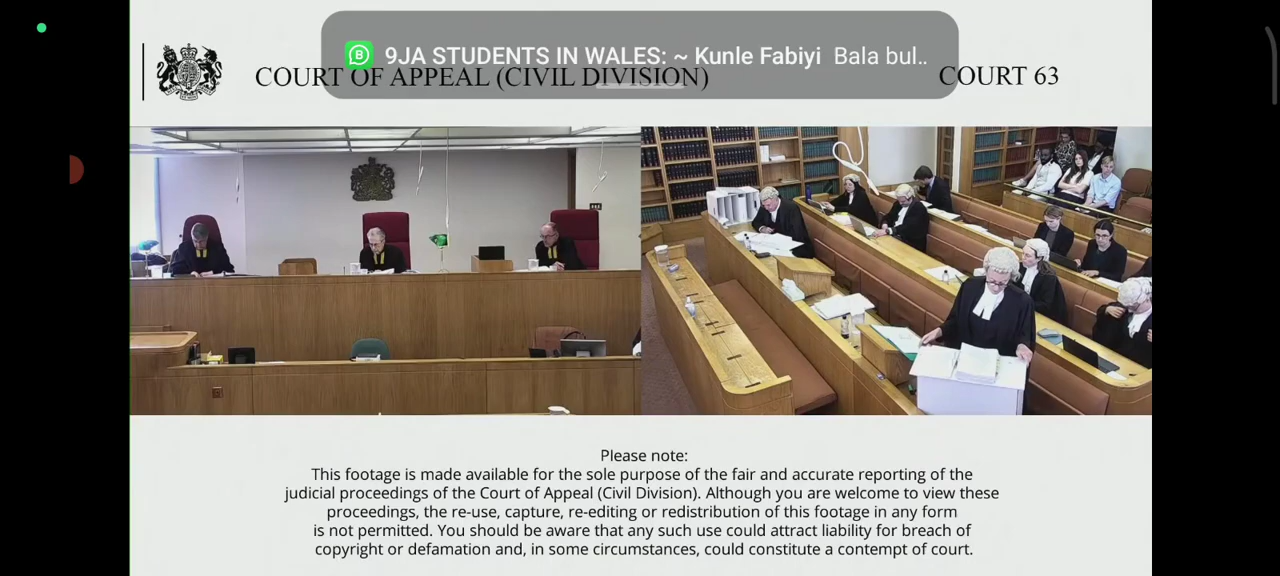 9JA STUDENTS IN WALES: ~ Kunle Fabiyi Bala bul..
COURT OF APPEAL (CIVIL DIVISION)
COURT 63
Please note:
This footage is made available for the sole purpose of the fair and accurate reporting of the
judicial proceedings of the Court of Appeal (Civil Division). Although you are welcome to view these
proceedings, the re-use, capture, re-editing or redistribution of this footage in any form
is not permitted. You should be aware that any such use could attract liability for breach of
copyright or defamation and, in some circumstances, could constitute a contempt of court.